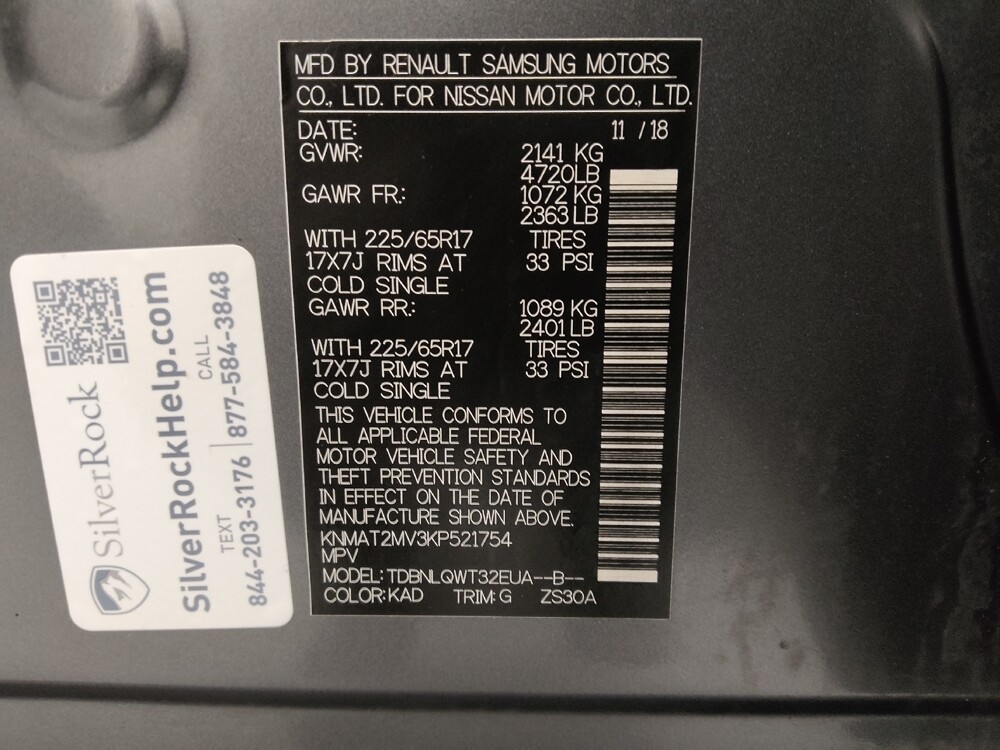 MFD BY RENAULT SAMSUNG MOTORS
CO., LTD. FOR NISSAN MOTOR CO., LTD.
DATE: 11 / 18
GVWR: 2141 KG
4720LB
GAWR FR.: 1072 KG
2363 LB
WITH 225/65R17 TIRES
17X7J RIMS AT 33 PSI
COLD SINGLE
GAWR RR.: 1089 KG
2401 LB
WITH 225/65R17 TIRES
17X7J RIMS AT 33 PSI
COLD SINGLE
THIS VEHICLE CONFORMS TO
ALL APPLICABLE FEDERAL
MOTOR VEHICLE SAFETY AND
THEFT PREVENTION STANDARDS
IN EFFECT ON THE DATE OF
MANUFACTURE SHOWN ABOVE.
KNMAT2MV3KP521754
MPV
MODEL: TDBNLQWT32EUA--B--
COLOR: KAD TRIM: G ZS30A
SilverRock
SilverRockHelp.com
TEXT CALL
844-203-3176 | 877-584-3848